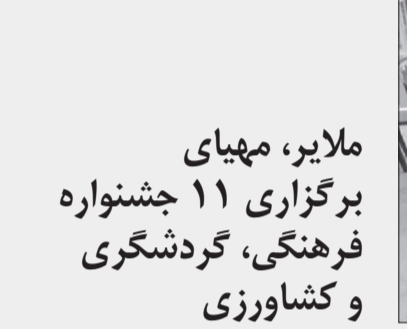 ملایر، مهیای
برگزاری ۱۱ جشنواره
فرهنگی، گردشگری
و کشاورزی